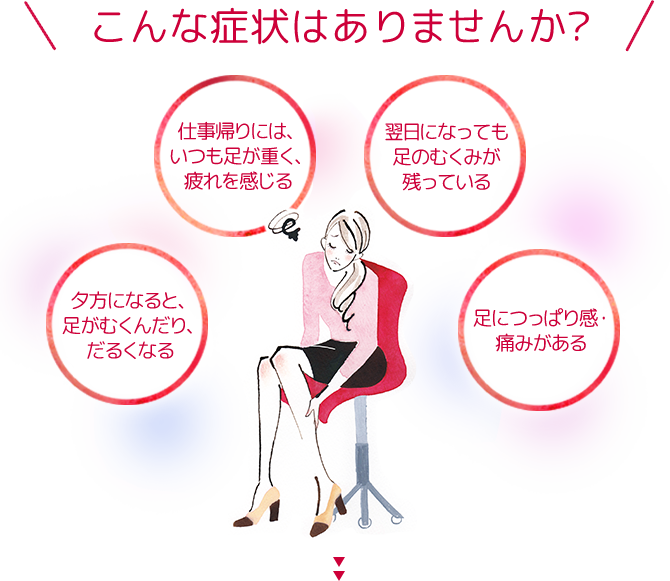 こんな症状はありませんか?
仕事帰りには、
いつも足が重く、
疲れを感じる
翌日になっても
足のむくみが
残っている
夕方になると、
足がむくんだり、
だるくなる
足につっぱり感・
痛みがある